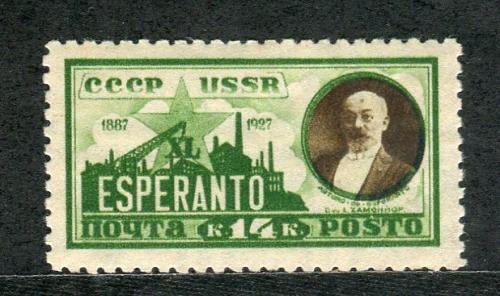 СССР USSR
1887 1927
XL
ESPERANTO
ПОЧТА К 14 К POSTO